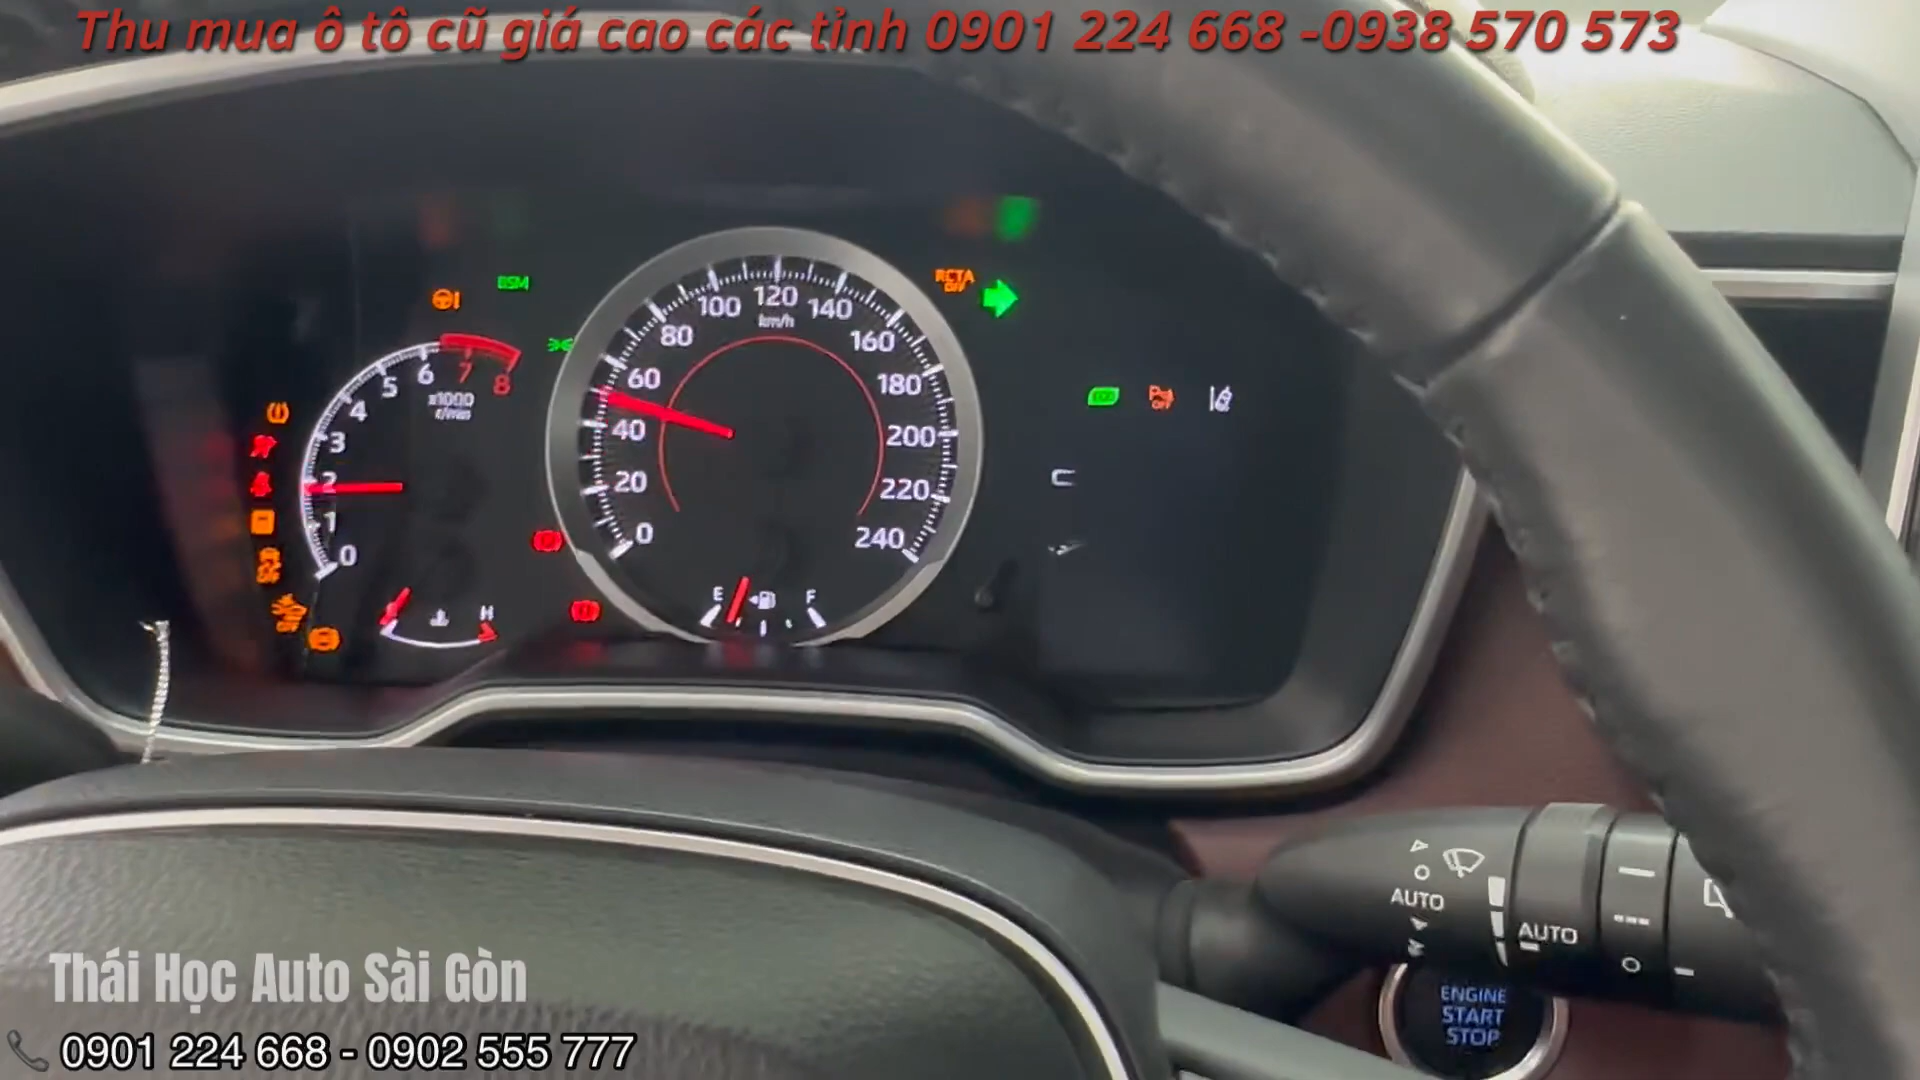 Thu mua ô tô cũ giá cao các tỉnh 0901 224 668 -0938 570 573
BSM
RCTA
OFF
0
1
2
3
4
5
6
7
8
x1000
r/min
H
0
20
40
60
80
100
120
140
160
180
200
220
240
km/h
E
F
OFF
OFF
OFF
AUTO
AUTO
ENGINE
START
STOP
Thái Học Auto Sài Gòn
0901 224 668 - 0902 555 777